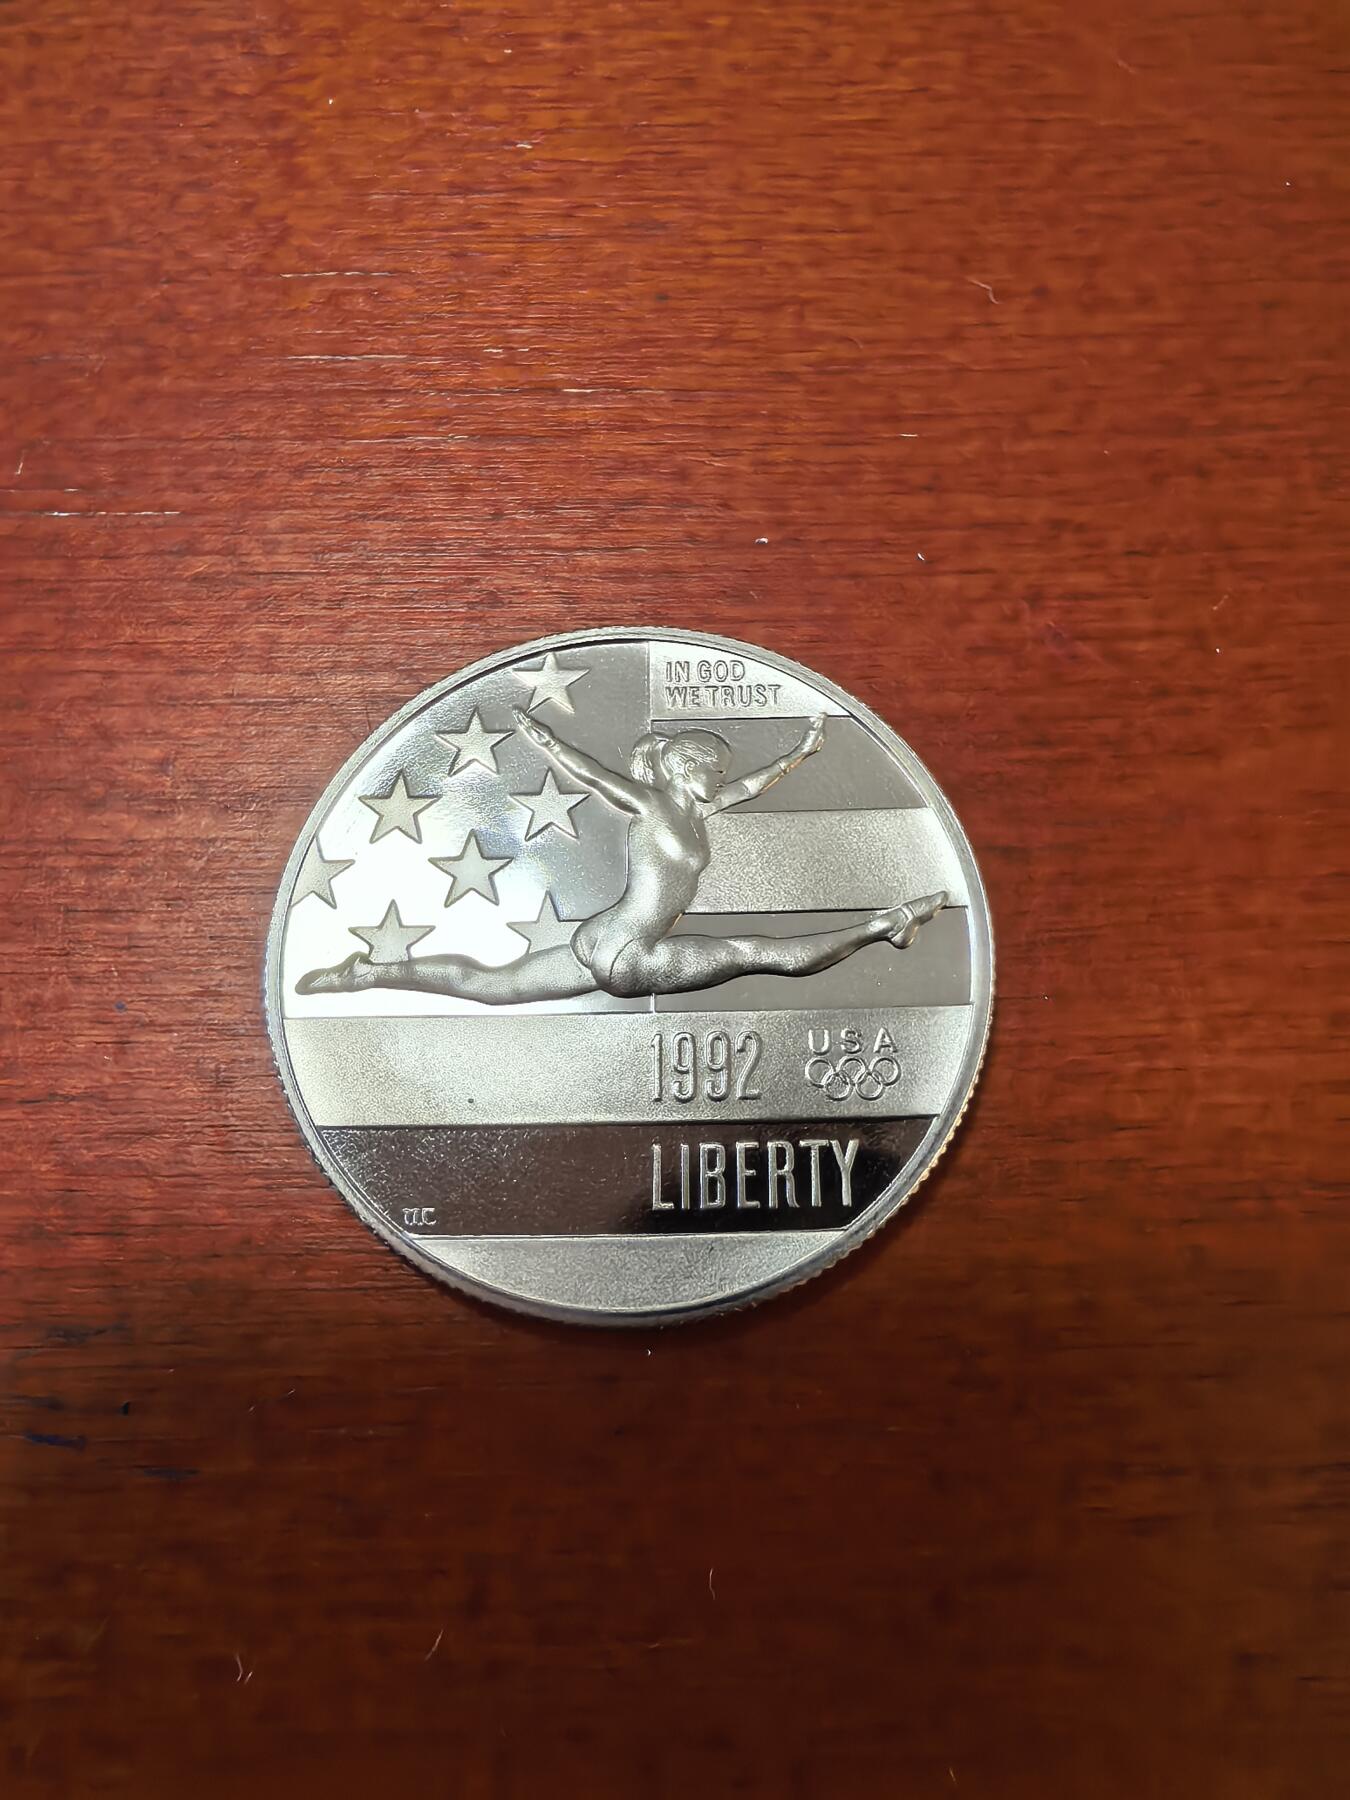 IN GOD
WE TRUST
1992
USA
LIBERTY